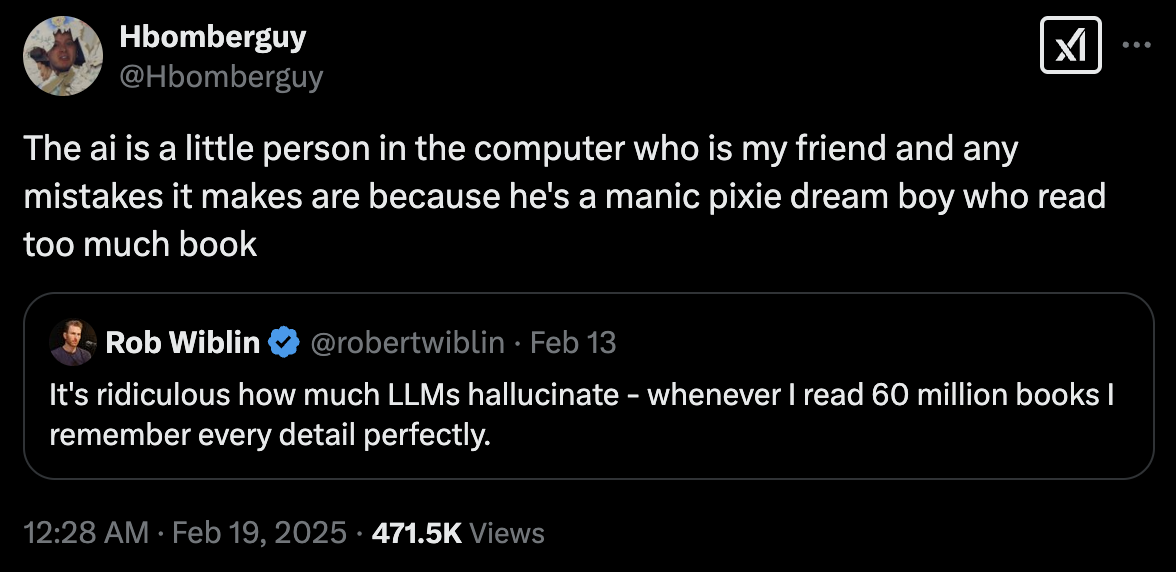 Hbomberguy
@Hbomberguy
The ai is a little person in the computer who is my friend and any
mistakes it makes are because he's a manic pixie dream boy who read
too much book
Rob Wiblin @robertwiblin · Feb 13
It's ridiculous how much LLMs hallucinate - whenever I read 60 million books I
remember every detail perfectly.
12:28 AM · Feb 19, 2025 · 471.5K Views